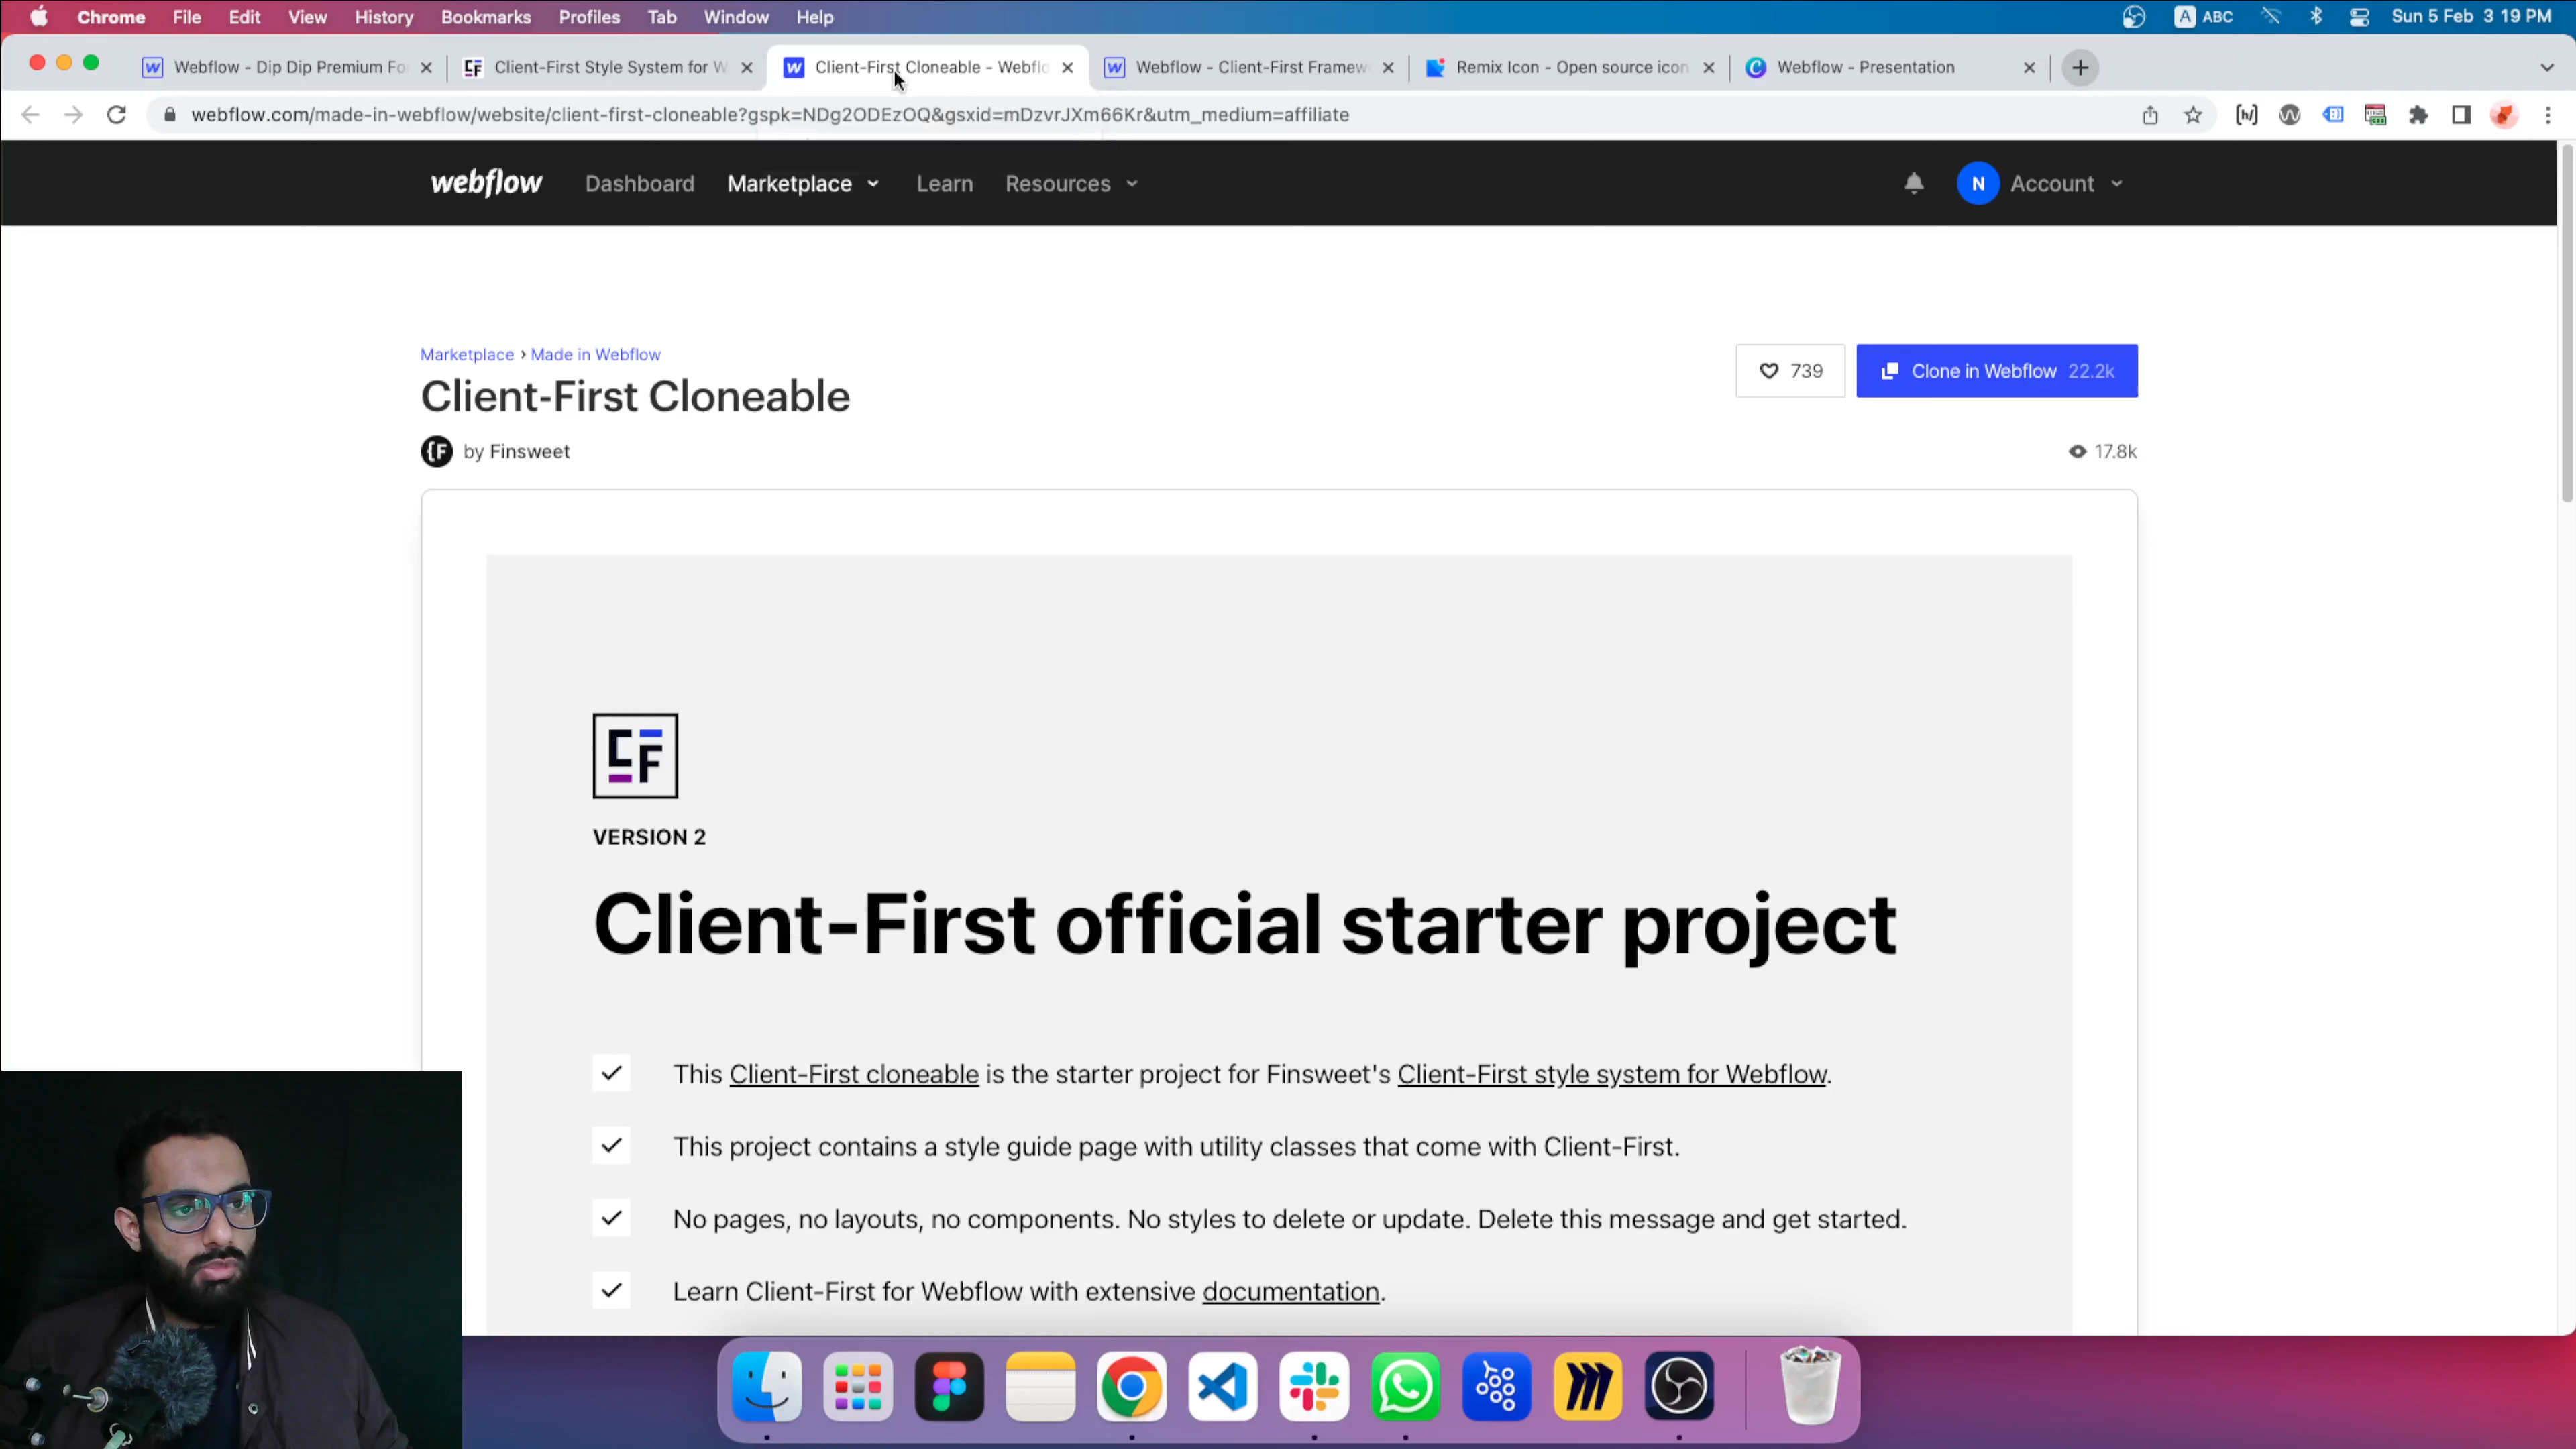 Chrome File Edit View History Bookmarks Profiles Tab Window Help A ABC Sun 5 Feb 3 19 PM
Webflow - Dip Dip Premium Fo Client-First Style System for W Client-First Cloneable - Webflo Webflow - Client-First Framew Remix Icon - Open source icon Webflow - Presentation
webflow.com/made-in-webflow/website/client-first-cloneable?gspk=NDg2ODEzOQ&gsxid=mDzvrJXm66Kr&utm_medium=affiliate
webflow Dashboard Marketplace Learn Resources N Account
Marketplace › Made in Webflow
Client-First Cloneable
739 Clone in Webflow 22.2k
by Finsweet
17.8k
CF
VERSION 2
Client-First official starter project
This Client-First cloneable is the starter project for Finsweet's Client-First style system for Webflow.
This project contains a style guide page with utility classes that come with Client-First.
No pages, no layouts, no components. No styles to delete or update. Delete this message and get started.
Learn Client-First for Webflow with extensive documentation.